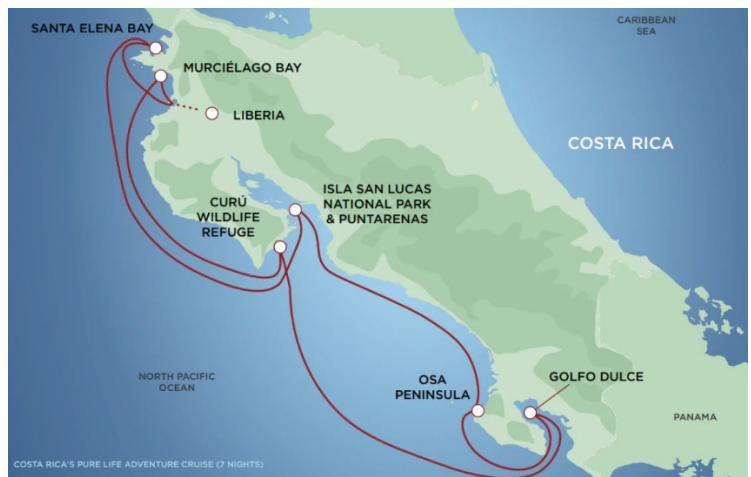 CARIBBEAN
SEA
SANTA ELENA BAY
MURCIÉLAGO BAY
LIBERIA
COSTA RICA
ISLA SAN LUCAS
NATIONAL PARK
& PUNTARENAS
CURÚ
WILDLIFE
REFUGE
NORTH PACIFIC
OCEAN
OSA
PENINSULA
GOLFO DULCE
PANAMA
COSTA RICA'S PURE LIFE ADVENTURE CRUISE (7 NIGHTS)